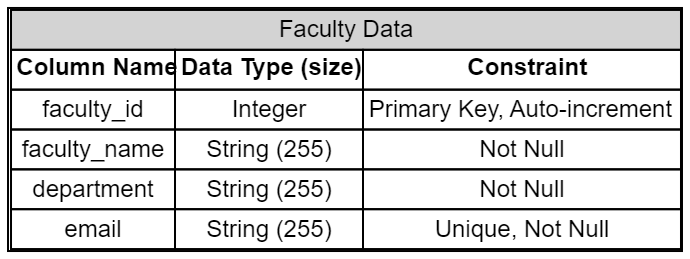 Faculty Data
Column Name Data Type (size) Constraint
faculty_id Integer Primary Key, Auto-increment
faculty_name String (255) Not Null
department String (255) Not Null
email String (255) Unique, Not Null